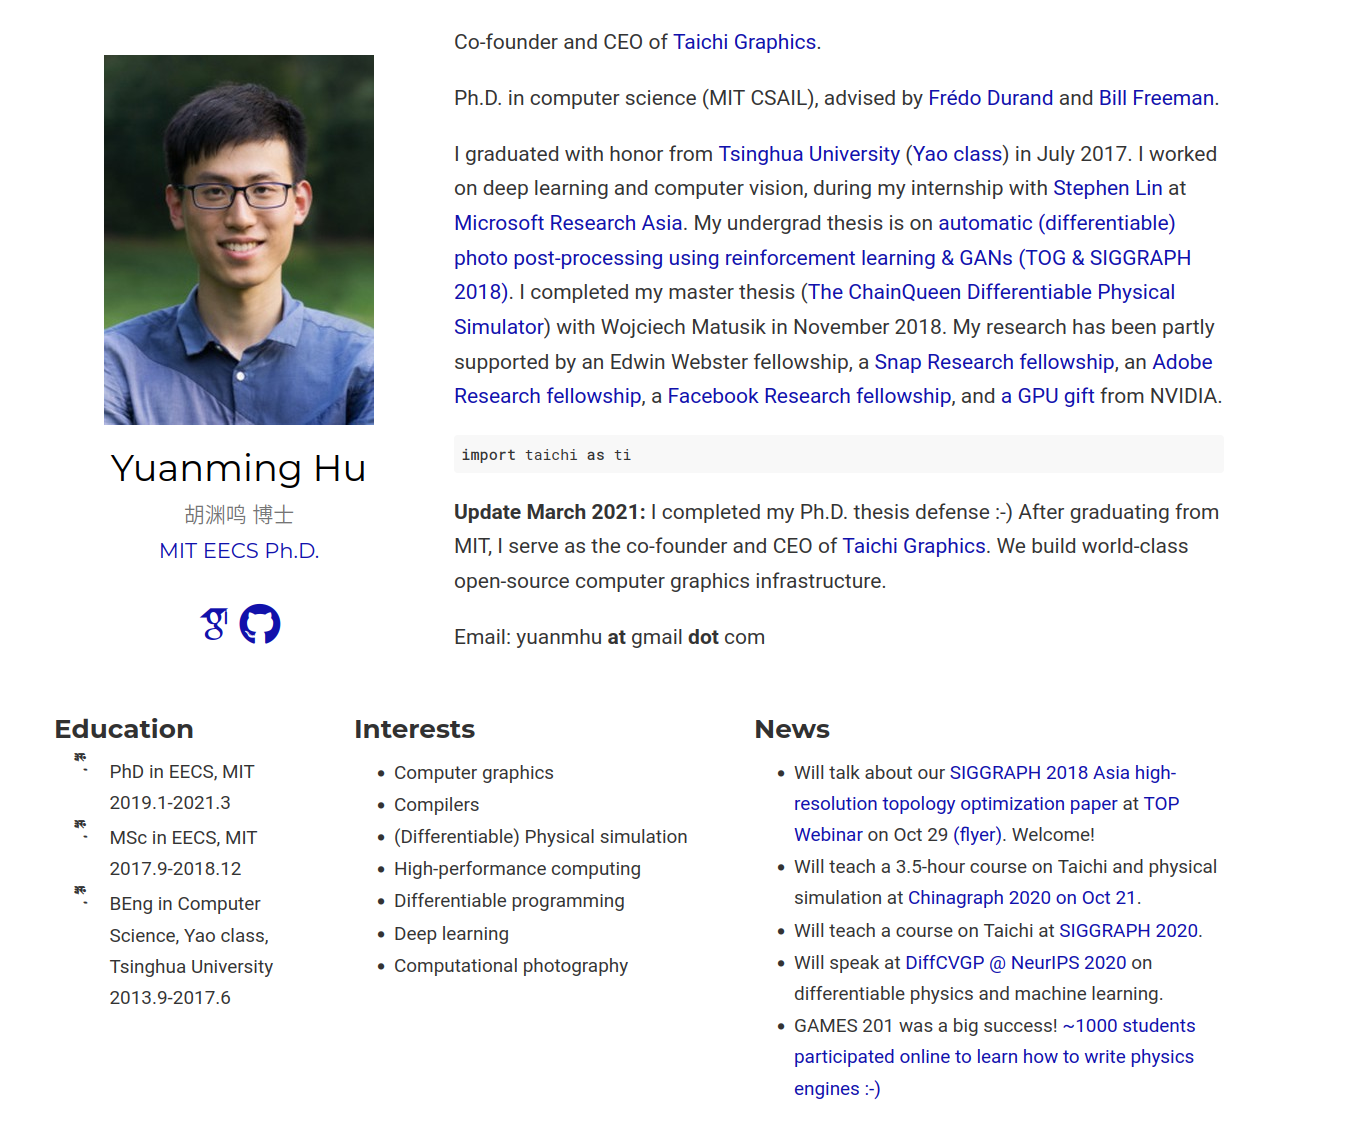 Co-founder and CEO of Taichi Graphics.
Ph.D. in computer science (MIT CSAIL), advised by Frédo Durand and Bill Freeman.
I graduated with honor from Tsinghua University (Yao class) in July 2017. I worked
on deep learning and computer vision, during my internship with Stephen Lin at
Microsoft Research Asia. My undergrad thesis is on automatic (differentiable)
photo post-processing using reinforcement learning & GANs (TOG & SIGGRAPH
2018). I completed my master thesis (The ChainQueen Differentiable Physical
Simulator) with Wojciech Matusik in November 2018. My research has been partly
supported by an Edwin Webster fellowship, a Snap Research fellowship, an Adobe
Research fellowship, a Facebook Research fellowship, and a GPU gift from NVIDIA.
import taichi as ti
Update March 2021: I completed my Ph.D. thesis defense :-) After graduating from
MIT, I serve as the co-founder and CEO of Taichi Graphics. We build world-class
open-source computer graphics infrastructure.
Email: yuanmhu at gmail dot com
Yuanming Hu
胡渊鸣 博士
MIT EECS Ph.D.
Education
PhD in EECS, MIT
2019.1-2021.3
MSc in EECS, MIT
2017.9-2018.12
BEng in Computer
Science, Yao class,
Tsinghua University
2013.9-2017.6
Interests
Computer graphics
Compilers
(Differentiable) Physical simulation
High-performance computing
Differentiable programming
Deep learning
Computational photography
News
Will talk about our SIGGRAPH 2018 Asia high-
resolution topology optimization paper at TOP
Webinar on Oct 29 (flyer). Welcome!
Will teach a 3.5-hour course on Taichi and physical
simulation at Chinagraph 2020 on Oct 21.
Will teach a course on Taichi at SIGGRAPH 2020.
Will speak at DiffCVGP @ NeurIPS 2020 on
differentiable physics and machine learning.
GAMES 201 was a big success! ~1000 students
participated online to learn how to write physics
engines :-)